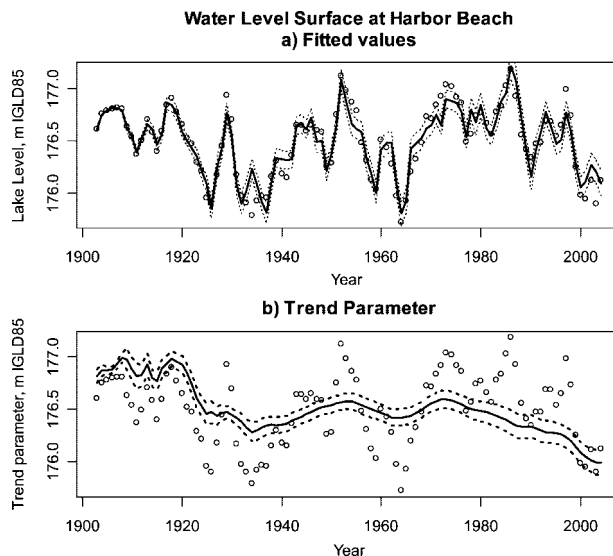 Water Level Surface at Harbor Beach
a) Fitted values
Lake Level, m IGLD85
177.0
176.5
176.0
1900 1920 1940 1960 1980 2000
Year
b) Trend Parameter
Trend parameter, m IGLD85
177.0
176.5
176.0
1900 1920 1940 1960 1980 2000
Year